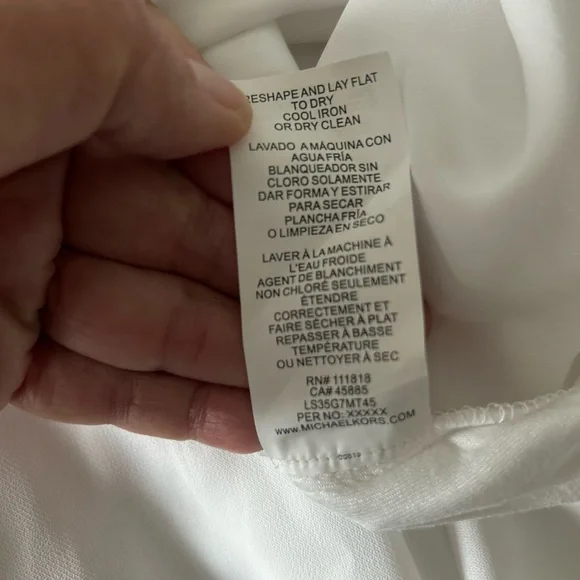 RESHAPE AND LAY FLAT
TO DRY
COOL IRON
OR DRY CLEAN
LAVADO A MAQUINA CON
AGUA FRÍA
BLANQUEADOR SIN
CLORO SOLAMENTE
DAR FORMA Y ESTIRAR
PARA SECAR
PLANCHA FRÍA
O LIMPIEZA EN SECO
LAVER À LA MACHINE À
L'EAU FROIDE
AGENT DE BLANCHIMENT
NON CHLORÉ SEULEMENT
ÉTENDRE
CORRECTEMENT ET
FAIRE SÉCHER À PLAT
REPASSER À BASSE
TEMPÉRATURE
OU NETTOYER À SEC
RN# 111818
CA# 45885
LS35G7MT45
PER NO: XXXXX
www.MICHAELKORS.COM